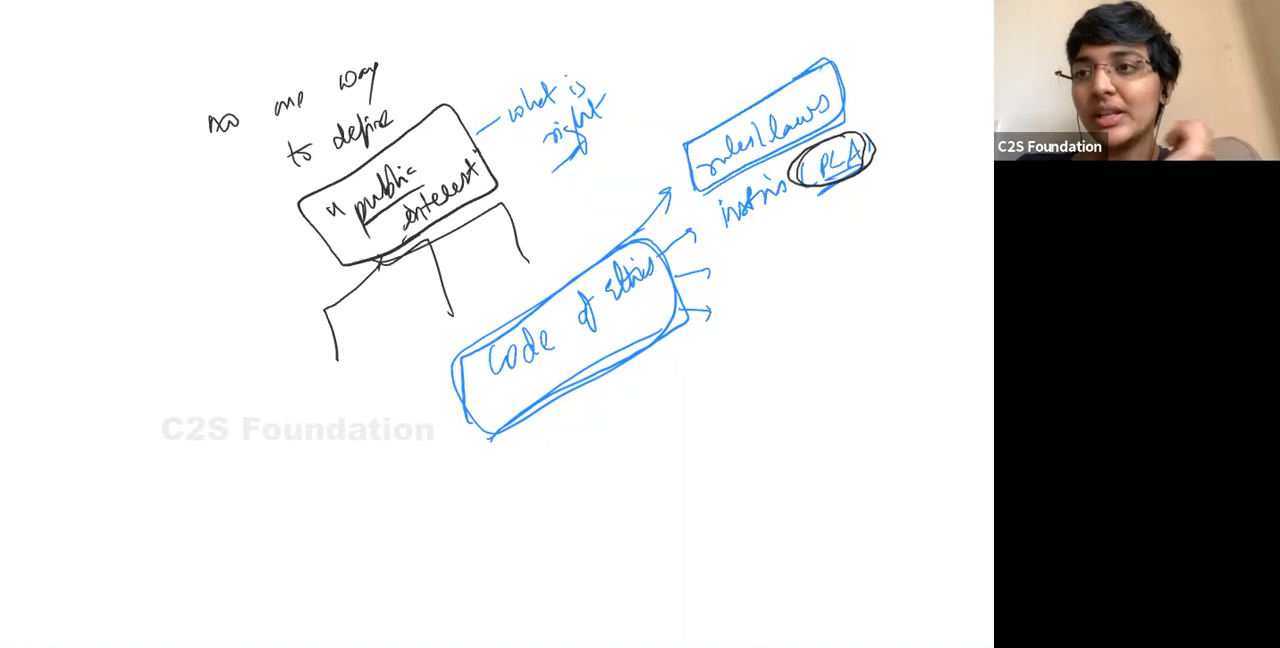 no one way
to define
"public
interest"
what is
right
rules/laws
instns (PLA)
Code of Ethics
C2S Foundation
C2S Foundation